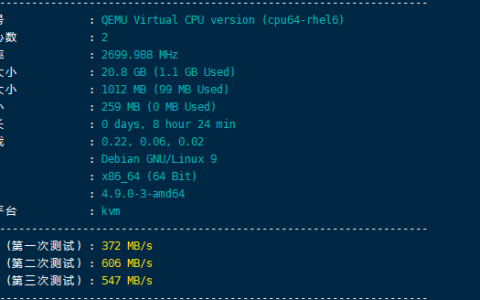 ----------------------------------------------------------------------
号 : QEMU Virtual CPU version (cpu64-rhel6)
心数 : 2
率 : 2699.988 MHz
大小 : 20.8 GB (1.1 GB Used)
大小 : 1012 MB (99 MB Used)
小 : 259 MB (0 MB Used)
长 : 0 days, 8 hour 24 min
载 : 0.22, 0.06, 0.02
: Debian GNU/Linux 9
: x86_64 (64 Bit)
: 4.9.0-3-amd64
平台 : kvm
----------------------------------------------------------------------
(第一次测试) : 372 MB/s
(第二次测试) : 606 MB/s
(第三次测试) : 547 MB/s
----------------------------------------------------------------------